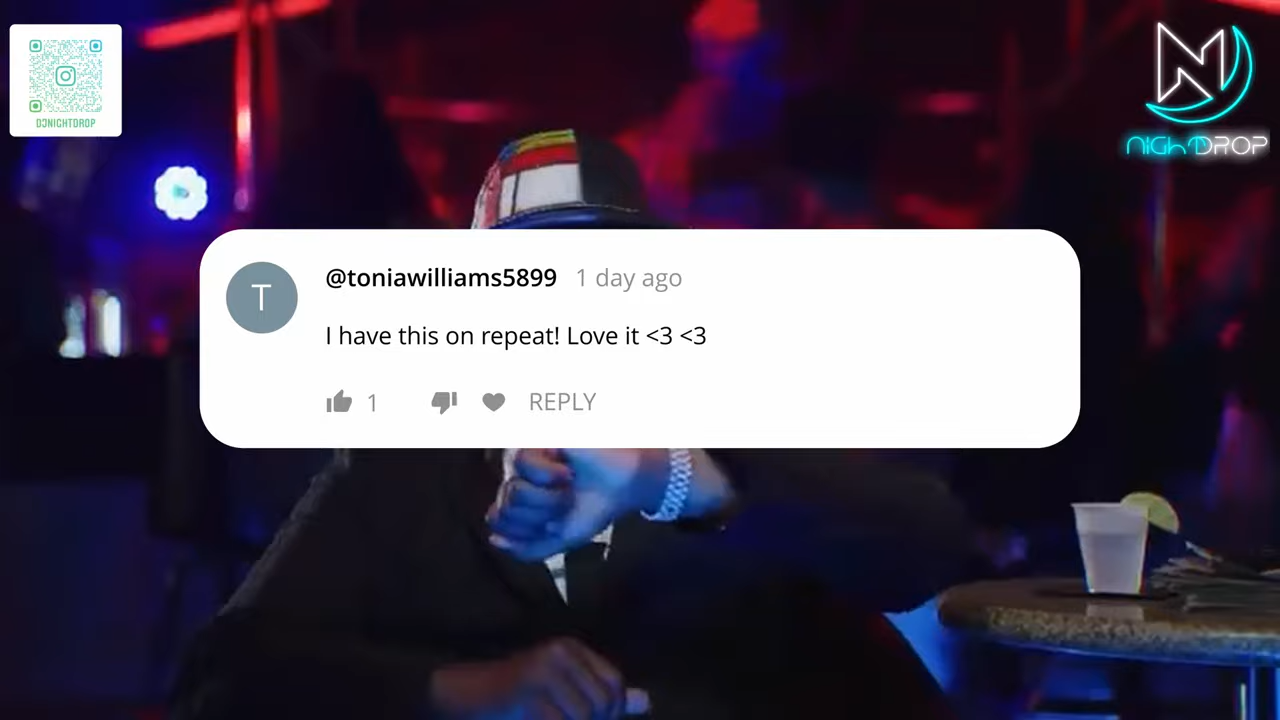 DJNIGHTDROP
NIGHTDROP
T
@toniawilliams5899 1 day ago
I have this on repeat! Love it <3 <3
1 REPLY